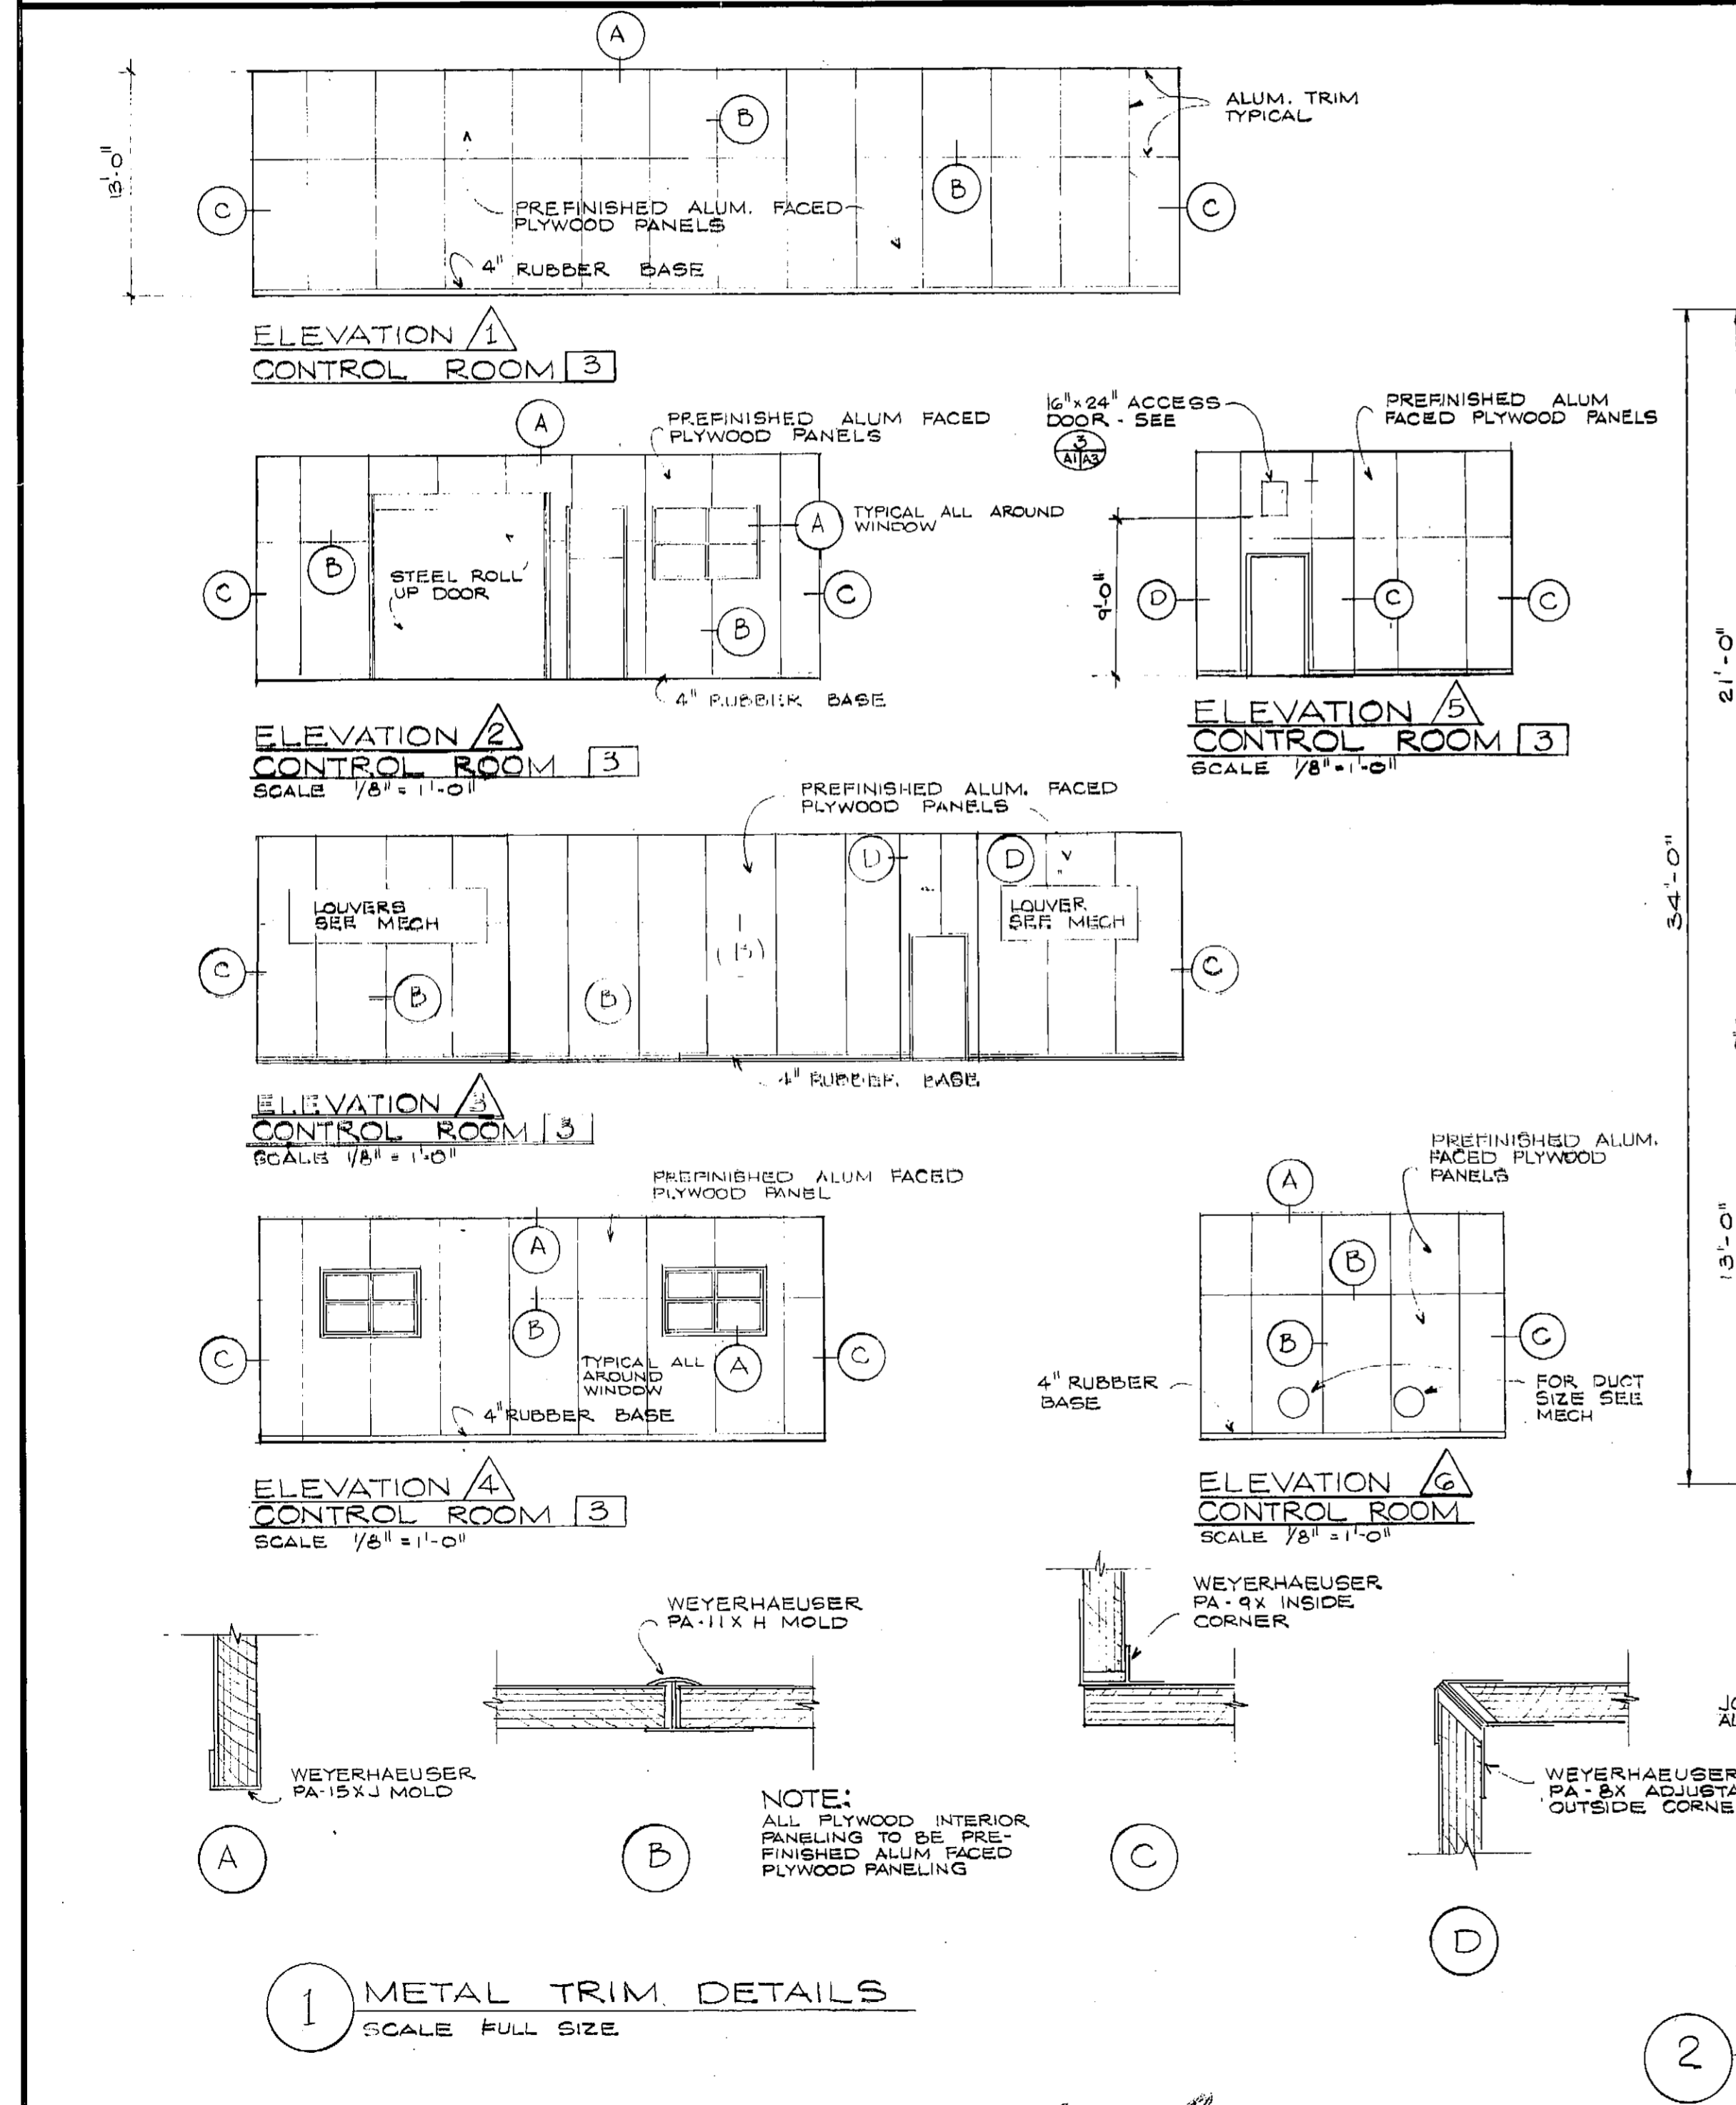 A
ALUM. TRIM
TYPICAL
B
B
13'-0"
C
C
PREFINISHED ALUM. FACED
PLYWOOD PANELS
4" RUBBER BASE
ELEVATION 1
CONTROL ROOM 3
A
PREFINISHED ALUM FACED
PLYWOOD PANELS
A
TYPICAL ALL AROUND
WINDOW
B
STEEL ROLL
UP DOOR
C
C
B
4" RUBBER BASE
ELEVATION 2
CONTROL ROOM 3
SCALE 1/8" = 1'-0"
16" x 24" ACCESS
DOOR - SEE
3
A1 A3
PREFINISHED ALUM
FACED PLYWOOD PANELS
9'-0"
D
C
C
ELEVATION 5
CONTROL ROOM 3
SCALE 1/8" = 1'-0"
21'-0"
34'-0"
13'-0"
PREFINISHED ALUM. FACED
PLYWOOD PANELS
D
D
LOUVERS
SEE MECH
LOUVER
SEE MECH
(B)
C
C
B
B
4" RUBBER BASE
ELEVATION 3
CONTROL ROOM 3
SCALE 1/8" = 1'-0"
PREFINISHED ALUM FACED
PLYWOOD PANEL
A
B
C
C
TYPICAL ALL
AROUND
WINDOW
A
4" RUBBER BASE
ELEVATION 4
CONTROL ROOM 3
SCALE 1/8" = 1'-0"
PREFINISHED ALUM.
FACED PLYWOOD
PANELS
A
B
B
C
4" RUBBER
BASE
FOR DUCT
SIZE SEE
MECH
ELEVATION 6
CONTROL ROOM
SCALE 1/8" = 1'-0"
WEYERHAEUSER
PA-15X J MOLD
A
WEYERHAEUSER
PA-11X H MOLD
B
NOTE:
ALL PLYWOOD INTERIOR
PANELING TO BE PRE-
FINISHED ALUM FACED
PLYWOOD PANELING
WEYERHAEUSER
PA-9X INSIDE
CORNER
C
WEYERHAEUSER
PA-8X ADJUSTA
OUTSIDE CORNE
D
1 METAL TRIM DETAILS
SCALE FULL SIZE
2